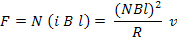 F = N (i B l) = (NBl)² / R v